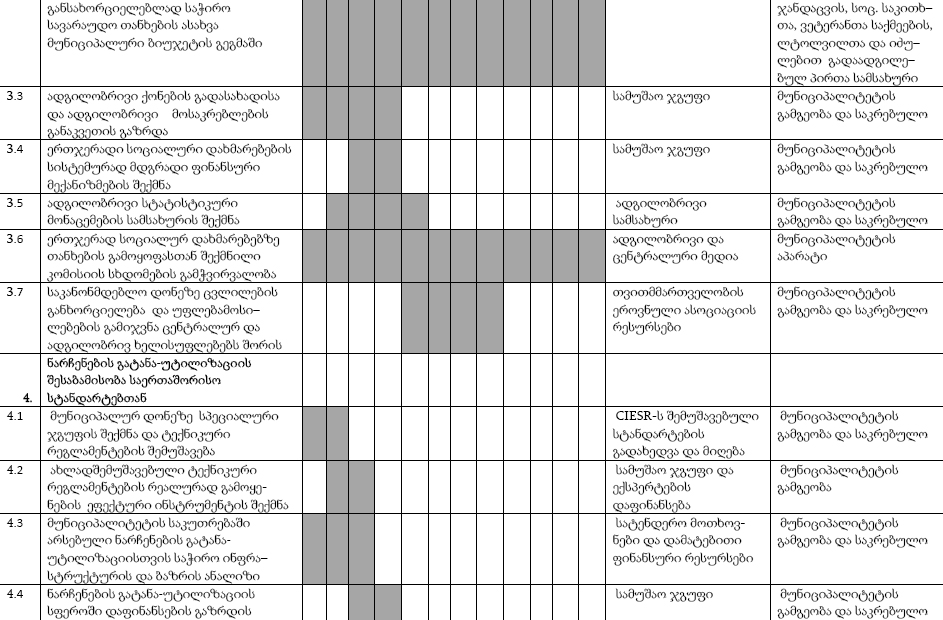 განსახორციელებლად საჭირო
სავარაუდო თანხების ასახვა
მუნიციპალური ბიუჯეტის გეგმაში
ჯანდაცვის, სოც. საკითხ–
თა, ვეტერანთა საქმეების,
ლტოლვილთა და იძუ–
ლებით გადაადგილე–
ბულ პირთა სამსახური
3.3
ადგილობრივი ქონების გადასახადისა
და ადგილობრივი მოსაკრებლების
განაკვეთის გაზრდა
სამუშაო ჯგუფი
მუნიციპალიტეტის
გამგეობა და საკრებულო
3.4
ერთჯერადი სოციალური დახმარებების
სისტემურად მდგრადი ფინანსური
მექანიზმების შექმნა
სამუშაო ჯგუფი
მუნიციპალიტეტის
გამგეობა და საკრებულო
3.5
ადგილობრივი სტატისტიკური
მონაცემების სამსახურის შექმნა
ადგილობრივი
სამსახური
მუნიციპალიტეტის
გამგეობა და საკრებულო
3.6
ერთჯერად სოციალურ დახმარებებზე
თანხების გამოყოფასთან შექმნილი
კომისიის სხდომების გამჭვირვალობა
ადგილობრივი და
ცენტრალური მედია
მუნიციპალიტეტის
აპარატი
3.7
საკანონმდებლო დონეზე ცვლილების
განხორციელება და უფლებამოსი–
ლებების გამიჯვნა ცენტრალურ და
ადგილობრივ ხელისუფლებებს შორის
თვითმმართველობის
ეროვნული ასოციაციის
რესურსები
მუნიციპალიტეტის
გამგეობა და საკრებულო
4.
ნარჩენების გატანა-უტილიზაციის
შესაბამისობა საერთაშორისო
სტანდარტებთან
4.1
მუნიციპალურ დონეზე სპეციალური
ჯგუფის შექმნა და ტექნიკური
რეგლამენტების შემუშავება
CIESR-ს შემუშავებული
სტანდარტების
გადახედვა და მიღება
მუნიციპალიტეტის
გამგეობა და საკრებულო
4.2
ახლადშემუშავებული ტექნიკური
რეგლამენტების რეალურად გამოყე–
ნების ეფექტური ინსტრუმენტის შექმნა
სამუშაო ჯგუფი და
ექსპერტების
დაფინანსება
მუნიციპალიტეტის
გამგეობა
4.3
მუნიციპალიტეტის საკუთრებაში
არსებული ნარჩენების გატანა-
უტილიზაციისთვის საჭირო ინფრა–
სტრუქტურის და ბაზრის ანალიზი
სატენდერო მოთხოვ–
ნები და დამატებითი
ფინანსური რესურსები
მუნიციპალიტეტის
გამგეობა და საკრებულო
4.4
ნარჩენების გატანა-უტილიზაციის
სფეროში დაფინანსების გაზრდის
სამუშაო ჯგუფი
მუნიციპალიტეტის
გამგეობა და საკრებულო